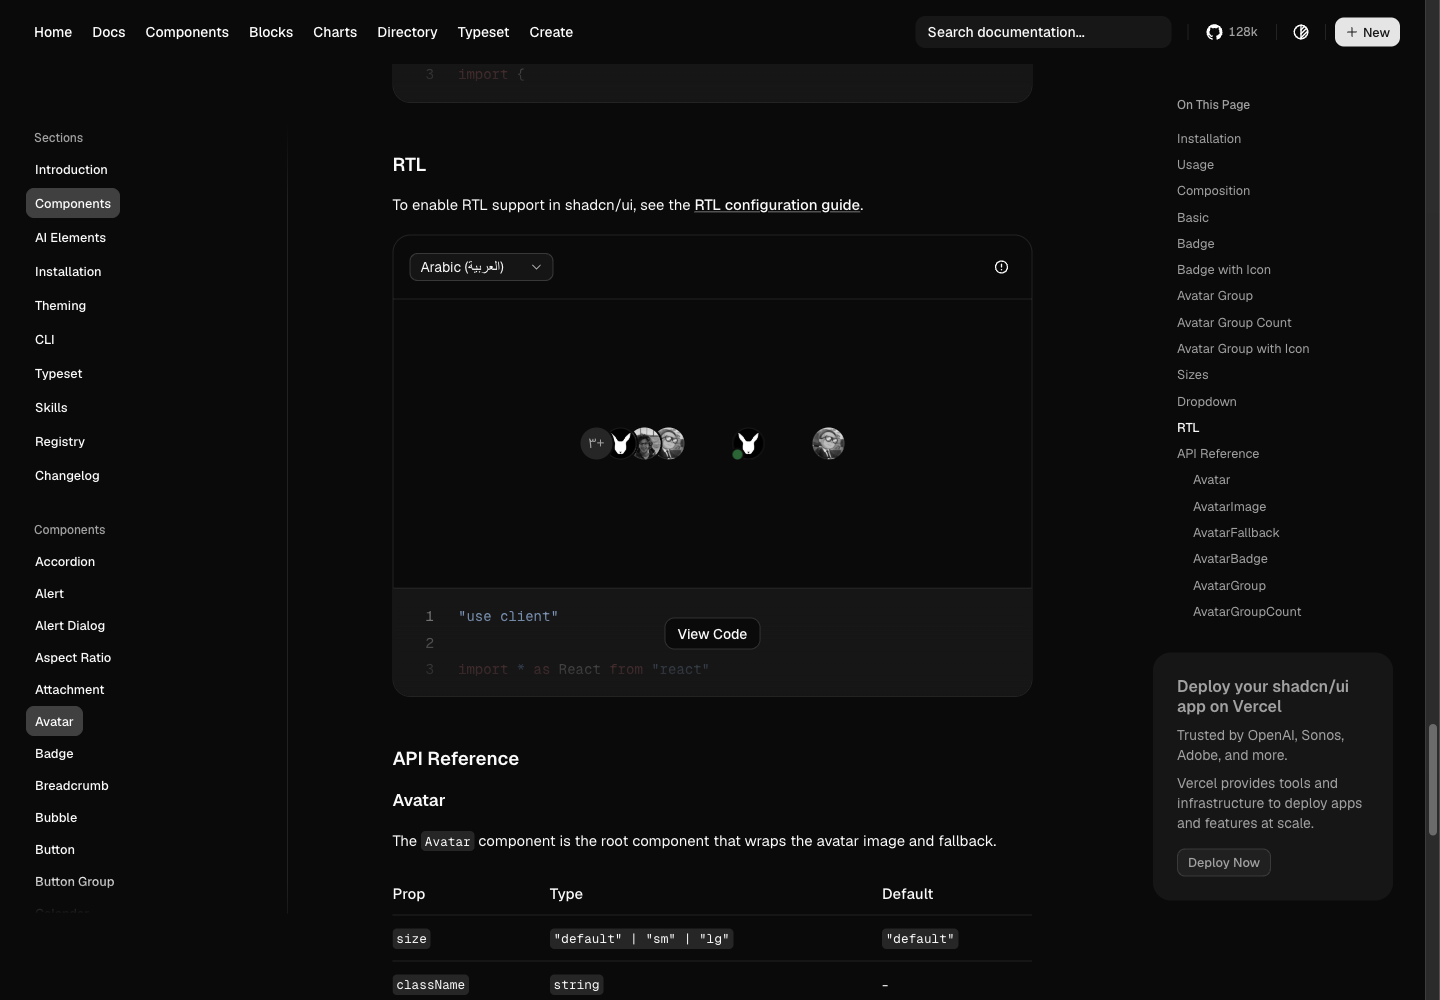 Home Docs Components Blocks Charts Directory Typeset Create
Search documentation...
128k
New
Sections
Introduction
Components
AI Elements
Installation
Theming
CLI
Typeset
Skills
Registry
Changelog
Components
Accordion
Alert
Alert Dialog
Aspect Ratio
Attachment
Avatar
Badge
Breadcrumb
Bubble
Button
Button Group
Calendar
3 import {
RTL
To enable RTL support in shadcn/ui, see the RTL configuration guide.
Arabic (العربية)
+٣
1 "use client"
2
3 import * as React from "react"
View Code
API Reference
Avatar
The Avatar component is the root component that wraps the avatar image and fallback.
Prop Type Default
size "default" | "sm" | "lg" "default"
className string -
On This Page
Installation
Usage
Composition
Basic
Badge
Badge with Icon
Avatar Group
Avatar Group Count
Avatar Group with Icon
Sizes
Dropdown
RTL
API Reference
Avatar
AvatarImage
AvatarFallback
AvatarBadge
AvatarGroup
AvatarGroupCount
Deploy your shadcn/ui
app on Vercel
Trusted by OpenAI, Sonos,
Adobe, and more.
Vercel provides tools and
infrastructure to deploy apps
and features at scale.
Deploy Now